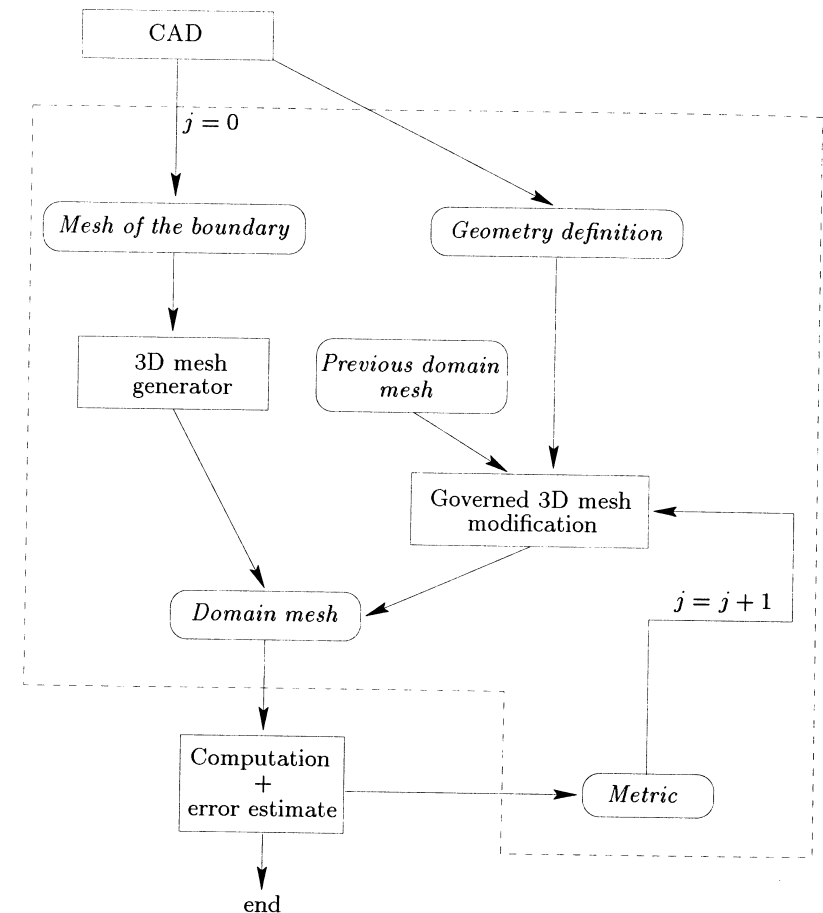 CAD
j = 0
Mesh of the boundary
Geometry definition
3D mesh
generator
Previous domain
mesh
Governed 3D mesh
modification
j = j + 1
Domain mesh
Computation
+
error estimate
Metric
end